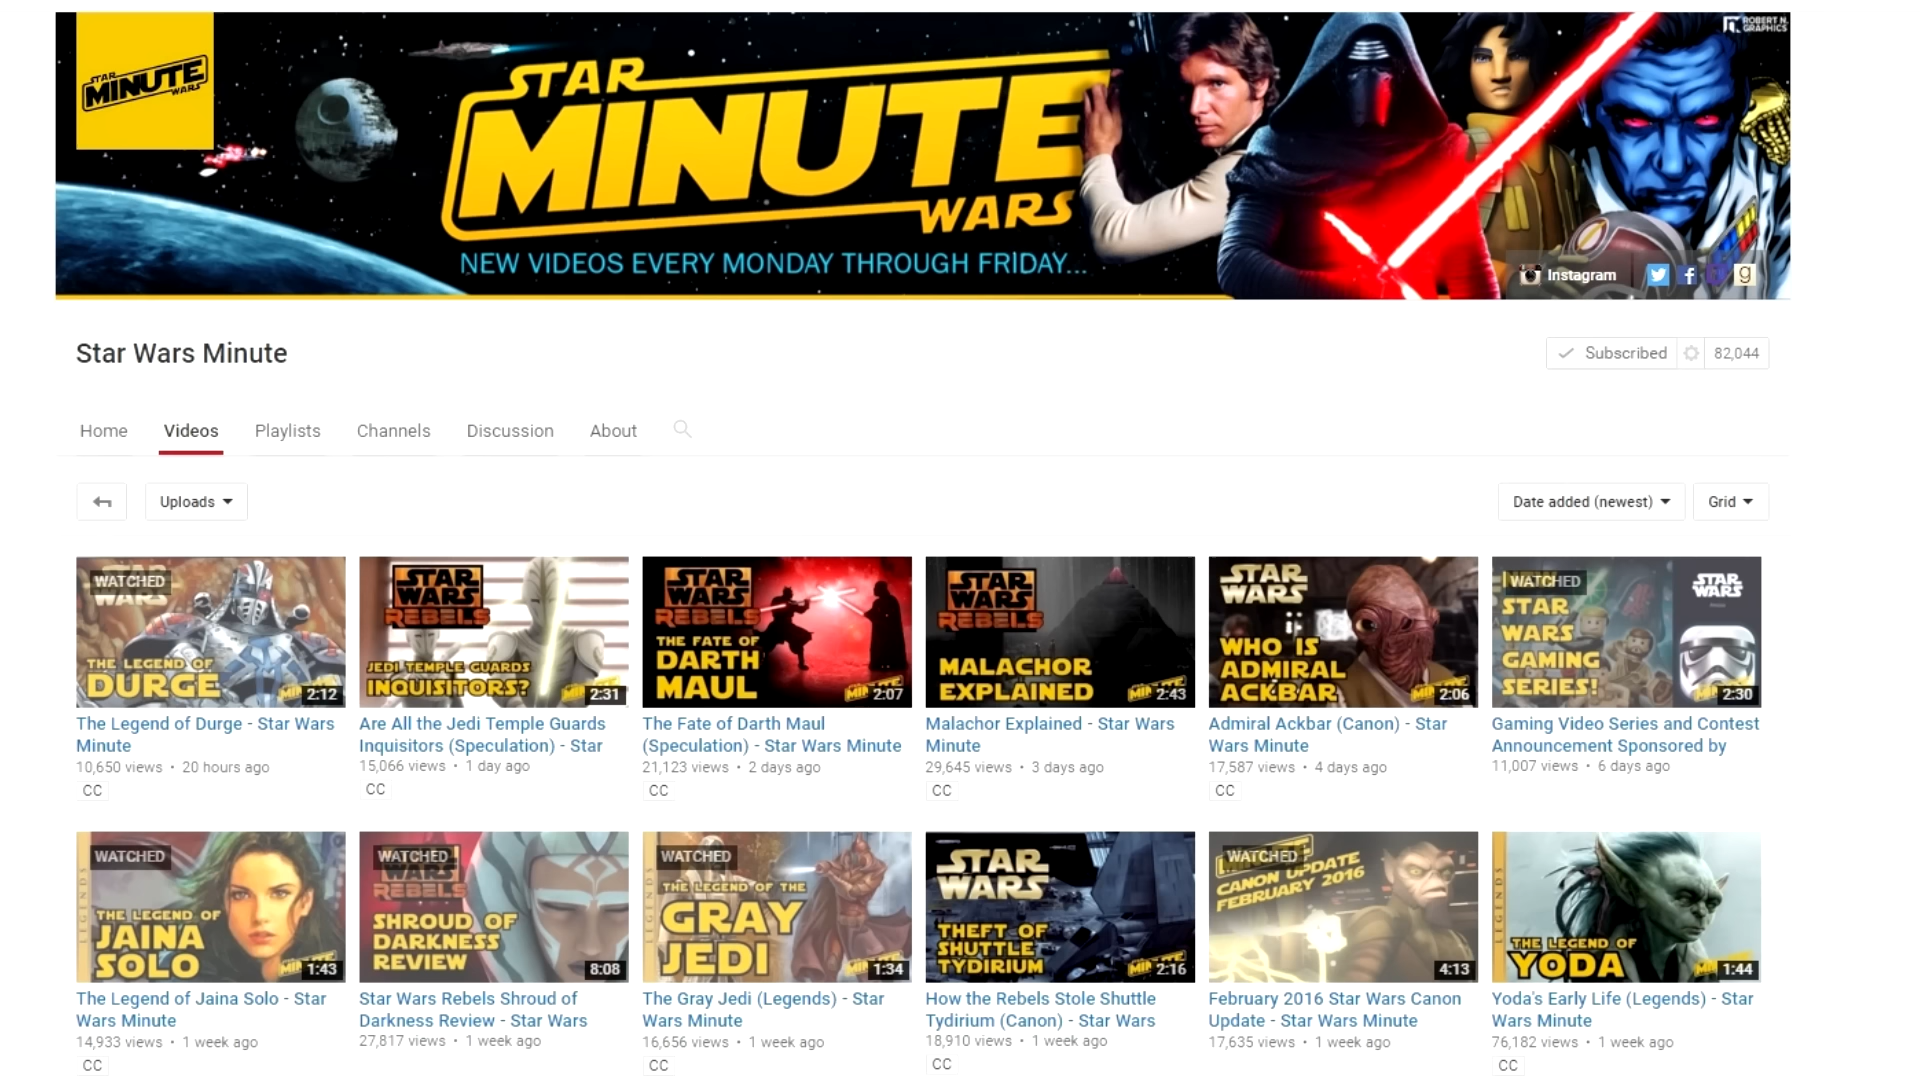 STAR
MINUTE
WARS
STAR
MINUTE
WARS
NEW VIDEOS EVERY MONDAY THROUGH FRIDAY...
ROBERT N.
GRAPHICS
Instagram
Star Wars Minute
Subscribed 82,044
Home Videos Playlists Channels Discussion About
Uploads
Date added (newest) Grid
WATCHED
THE LEGEND OF
DURGE
2:12
The Legend of Durge - Star Wars
Minute
10,650 views • 20 hours ago
CC
STAR
WARS
REBELS
JEDI TEMPLE GUARDS
INQUISITORS?
2:31
Are All the Jedi Temple Guards
Inquisitors (Speculation) - Star
15,066 views • 1 day ago
CC
STAR
WARS
REBELS
THE FATE OF
DARTH
MAUL
2:07
The Fate of Darth Maul
(Speculation) - Star Wars Minute
21,123 views • 2 days ago
CC
STAR
WARS
REBELS
MALACHOR
EXPLAINED
2:43
Malachor Explained - Star Wars
Minute
29,645 views • 3 days ago
CC
STAR
WARS
WHO IS
ADMIRAL
ACKBAR
2:06
Admiral Ackbar (Canon) - Star
Wars Minute
17,587 views • 4 days ago
CC
WATCHED
STAR
WARS
GAMING
SERIES!
STAR
WARS
2:30
Gaming Video Series and Contest
Announcement Sponsored by
11,007 views • 6 days ago
WATCHED
LEGENDS
THE LEGEND OF
JAINA
SOLO
1:43
The Legend of Jaina Solo - Star
Wars Minute
14,933 views • 1 week ago
CC
WATCHED
WARS
REBELS
SHROUD OF
DARKNESS
REVIEW
8:08
Star Wars Rebels Shroud of
Darkness Review - Star Wars
27,817 views • 1 week ago
WATCHED
LEGENDS
THE LEGEND OF THE
GRAY
JEDI
1:34
The Gray Jedi (Legends) - Star
Wars Minute
16,656 views • 1 week ago
CC
STAR
WARS
THEFT OF
SHUTTLE
TYDIRIUM
2:16
How the Rebels Stole Shuttle
Tydirium (Canon) - Star Wars
18,910 views • 1 week ago
CC
WATCHED
CANON UPDATE
FEBRUARY 2016
4:13
February 2016 Star Wars Canon
Update - Star Wars Minute
17,635 views • 1 week ago
LEGENDS
THE LEGEND OF
YODA
1:44
Yoda's Early Life (Legends) - Star
Wars Minute
76,182 views • 1 week ago
CC